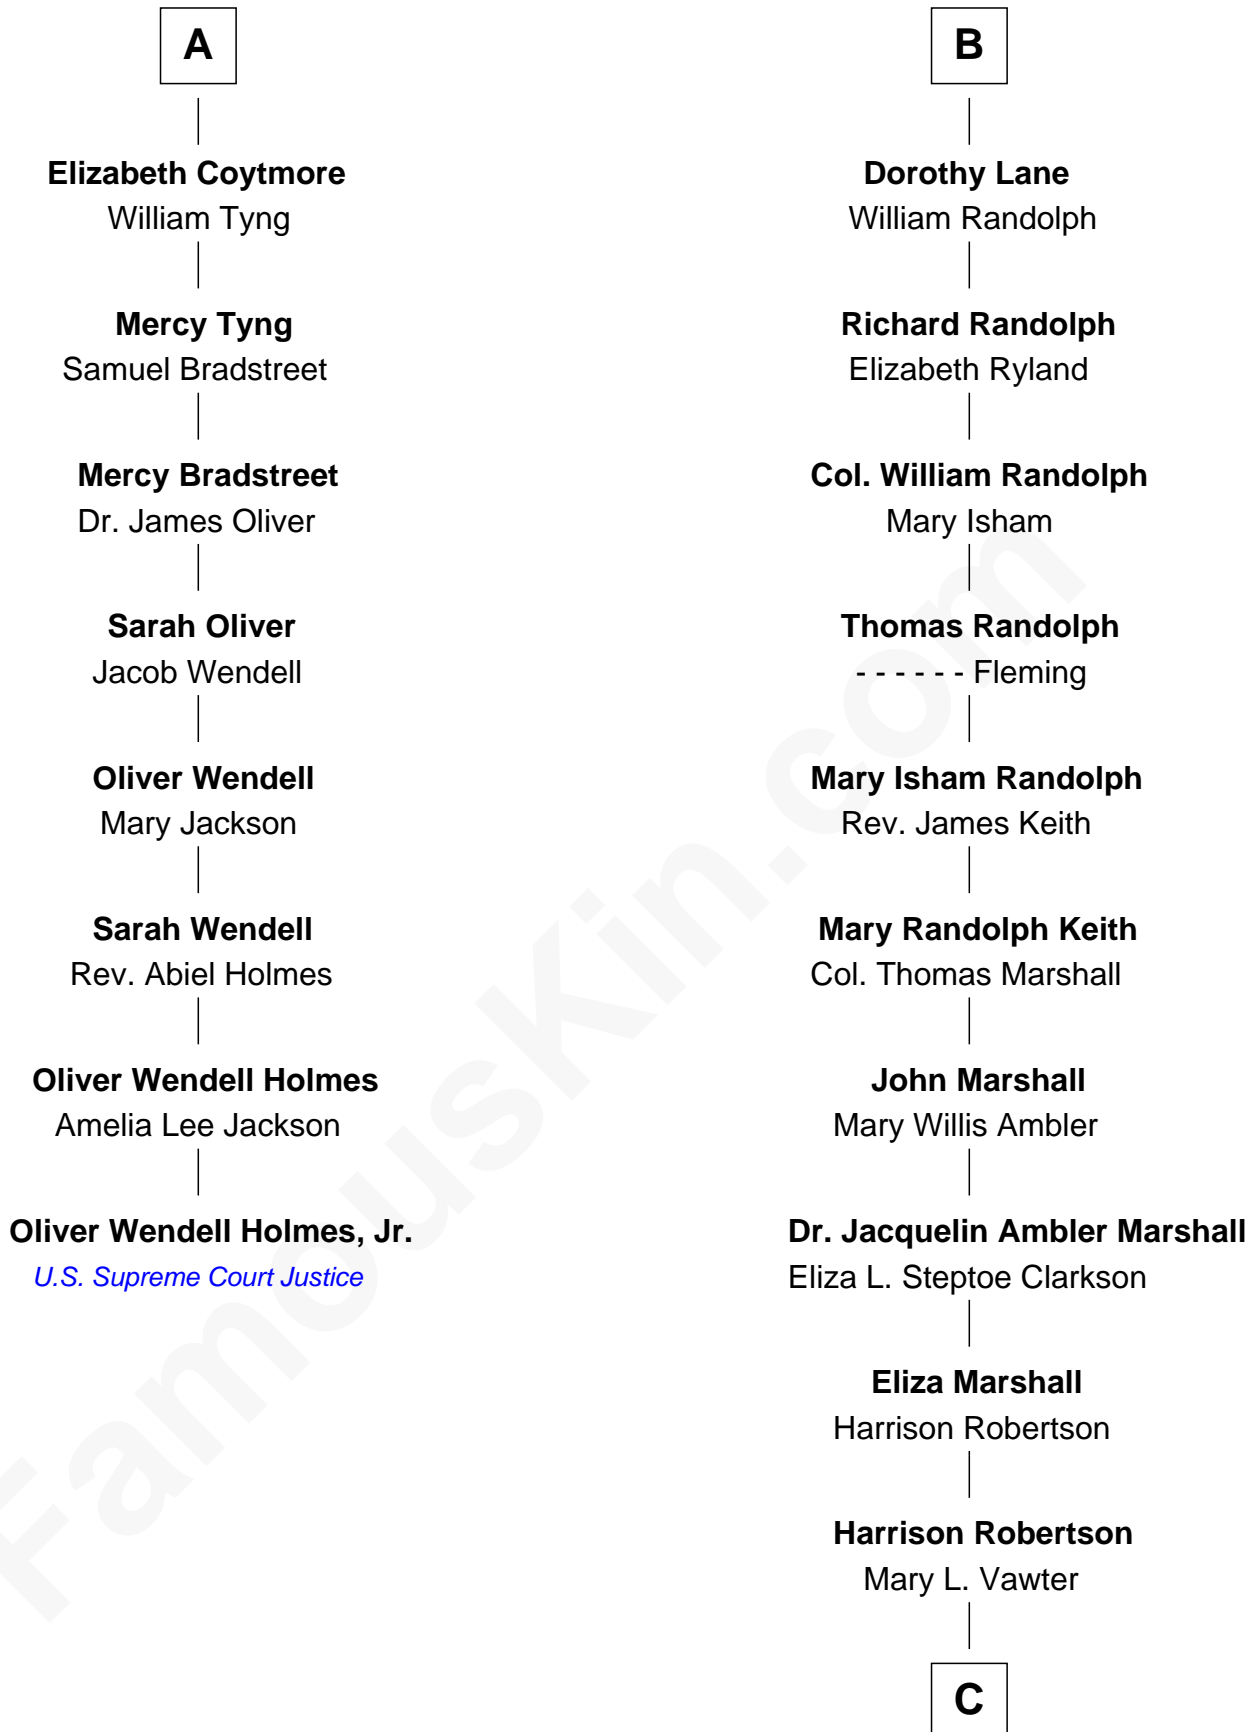 A
Elizabeth Coytmore
William Tyng
Mercy Tyng
Samuel Bradstreet
Mercy Bradstreet
Dr. James Oliver
Sarah Oliver
Jacob Wendell
Oliver Wendell
Mary Jackson
Sarah Wendell
Rev. Abiel Holmes
Oliver Wendell Holmes
Amelia Lee Jackson
Oliver Wendell Holmes, Jr.
U.S. Supreme Court Justice
B
Dorothy Lane
William Randolph
Richard Randolph
Elizabeth Ryland
Col. William Randolph
Mary Isham
Thomas Randolph
- - - - - - Fleming
Mary Isham Randolph
Rev. James Keith
Mary Randolph Keith
Col. Thomas Marshall
John Marshall
Mary Willis Ambler
Dr. Jacquelin Ambler Marshall
Eliza L. Steptoe Clarkson
Eliza Marshall
Harrison Robertson
Harrison Robertson
Mary L. Vawter
C
FamousKin.com